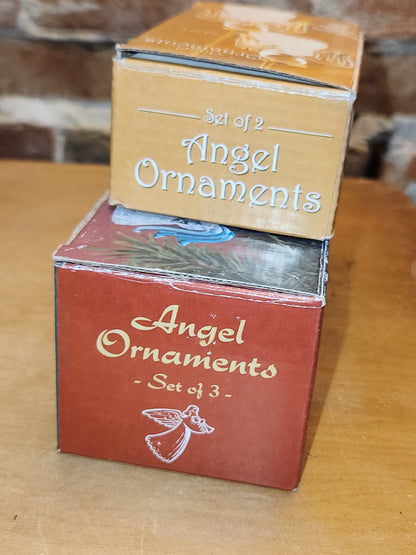 Set of 2
Angel
Ornaments
Angel
Ornaments
- Set of 3 -